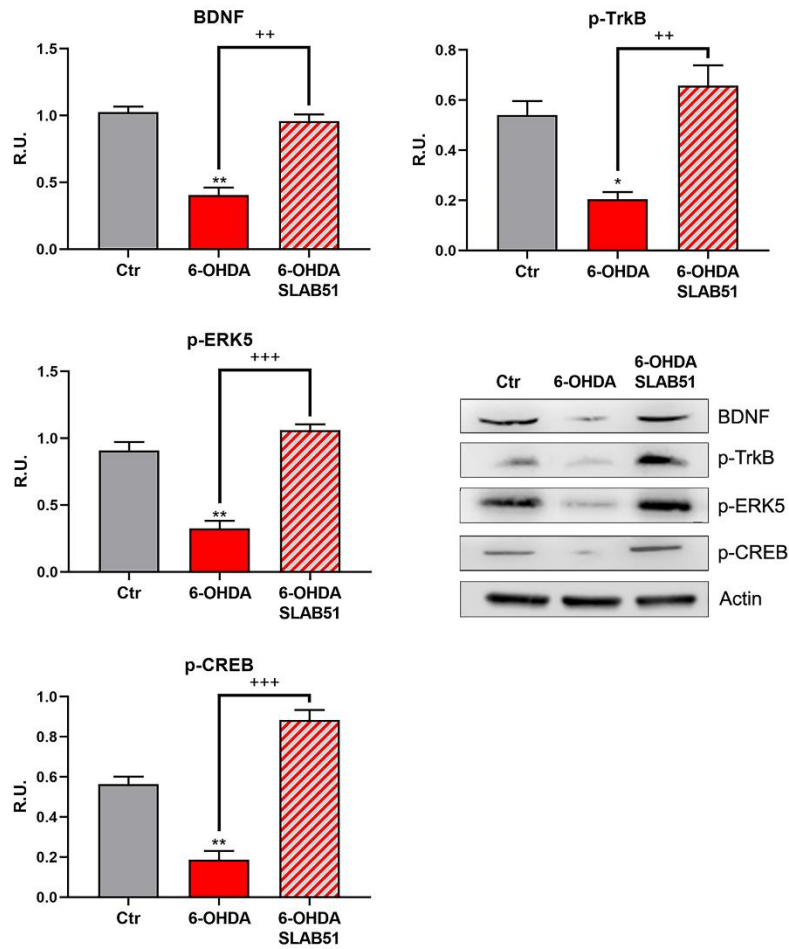 BDNF
++
1.5
1.0
0.5
0.0
R.U.
**
Ctr
6-OHDA
6-OHDA
SLAB51
p-TrkB
++
0.8
0.6
0.4
0.2
0.0
R.U.
*
Ctr
6-OHDA
6-OHDA
SLAB51
p-ERK5
+++
1.5
1.0
0.5
0.0
R.U.
**
Ctr
6-OHDA
6-OHDA
SLAB51
Ctr
6-OHDA
6-OHDA
SLAB51
BDNF
p-TrkB
p-ERK5
p-CREB
Actin
p-CREB
+++
1.0
0.8
0.6
0.4
0.2
0.0
R.U.
**
Ctr
6-OHDA
6-OHDA
SLAB51